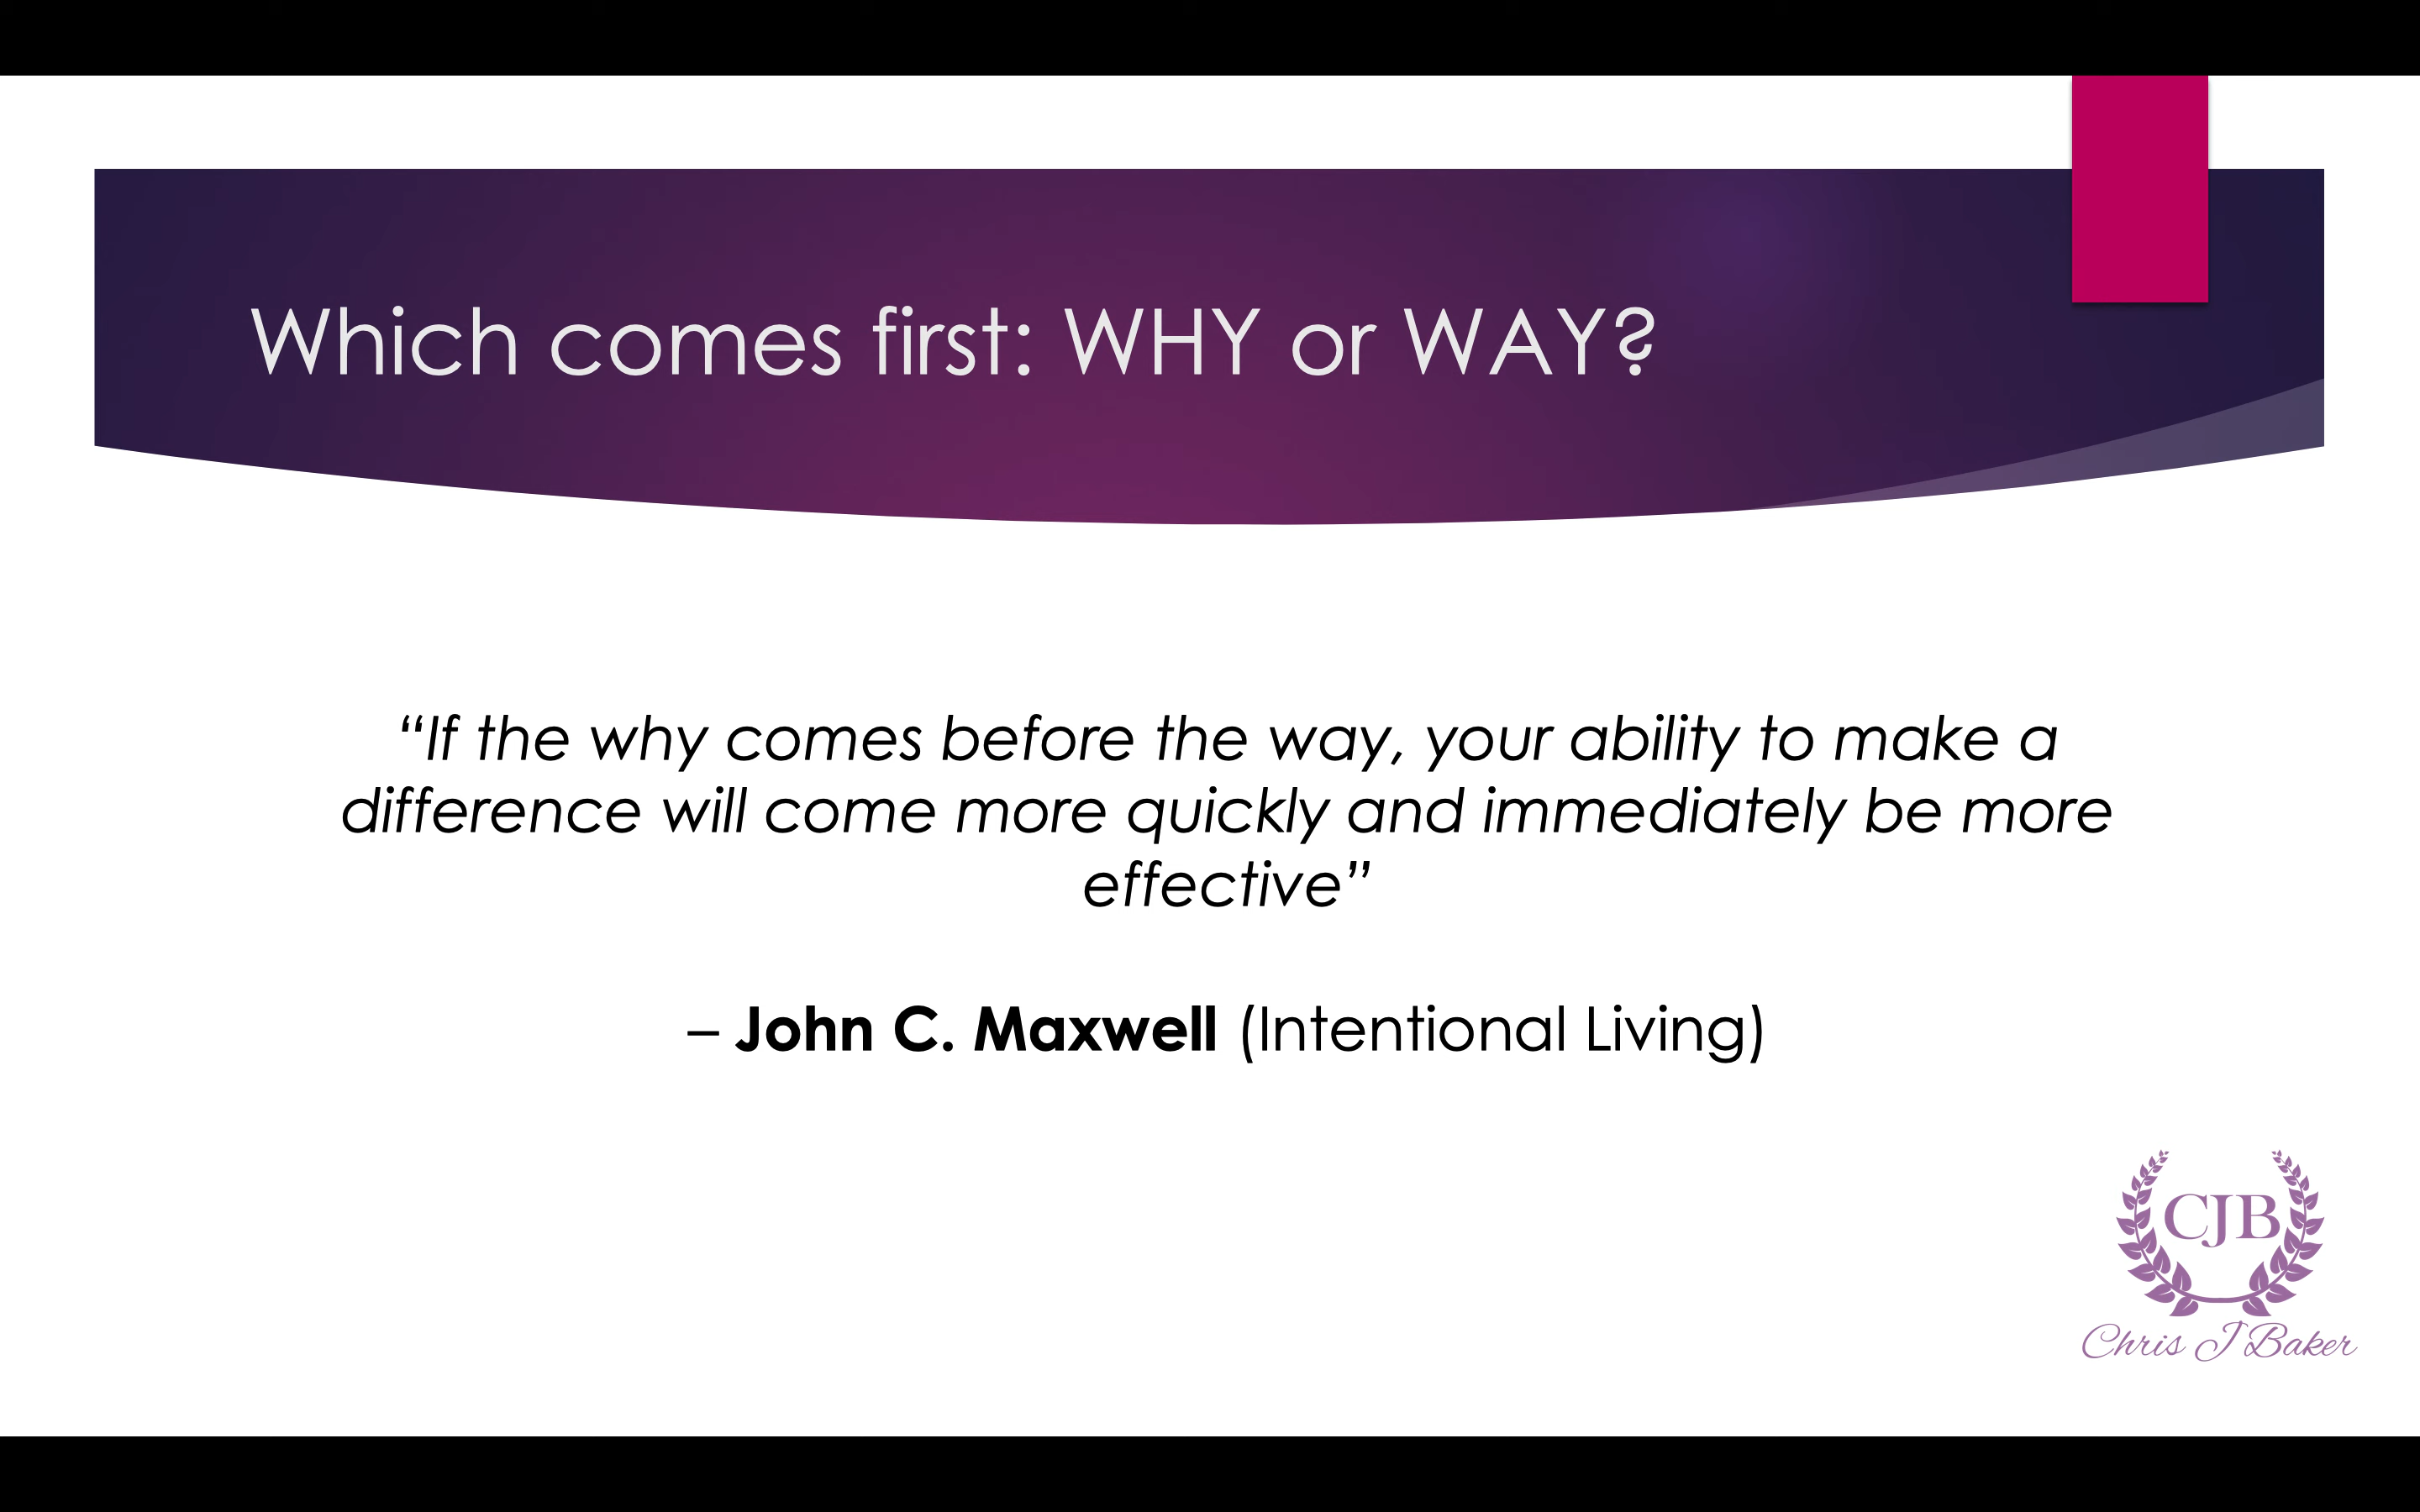 Which comes first: WHY or WAY?
“If the why comes before the way, your ability to make a
difference will come more quickly and immediately be more
effective”
– John C. Maxwell (Intentional Living)
CJB
Chris J Baker